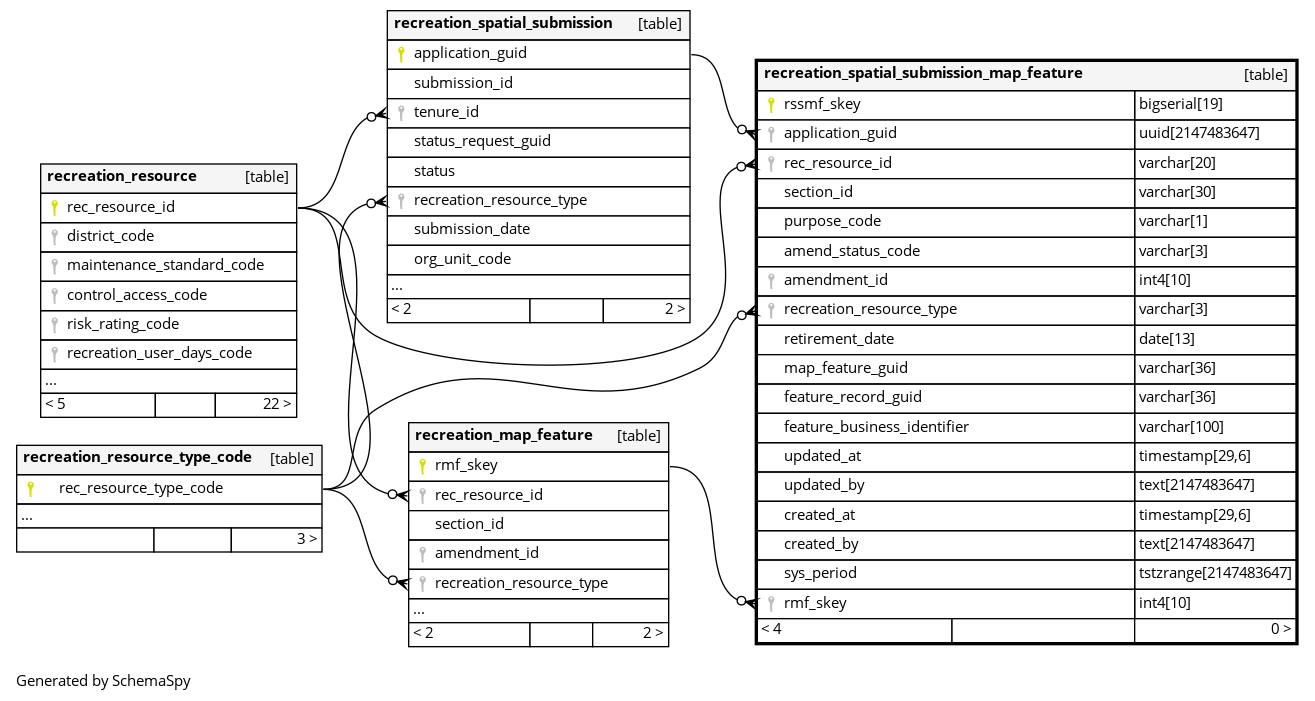 recreation_spatial_submission [table]
application_guid
submission_id
tenure_id
status_request_guid
status
recreation_resource_type
submission_date
org_unit_code
...
< 2 2 >
recreation_spatial_submission_map_feature [table]
rssmf_skey bigserial[19]
application_guid uuid[2147483647]
rec_resource_id varchar[20]
section_id varchar[30]
purpose_code varchar[1]
amend_status_code varchar[3]
amendment_id int4[10]
recreation_resource_type varchar[3]
retirement_date date[13]
map_feature_guid varchar[36]
feature_record_guid varchar[36]
feature_business_identifier varchar[100]
updated_at timestamp[29,6]
updated_by text[2147483647]
created_at timestamp[29,6]
created_by text[2147483647]
sys_period tstzrange[2147483647]
rmf_skey int4[10]
< 4 0 >
recreation_resource [table]
rec_resource_id
district_code
maintenance_standard_code
control_access_code
risk_rating_code
recreation_user_days_code
...
< 5 22 >
recreation_resource_type_code [table]
rec_resource_type_code
...
3 >
recreation_map_feature [table]
rmf_skey
rec_resource_id
section_id
amendment_id
recreation_resource_type
...
< 2 2 >
Generated by SchemaSpy